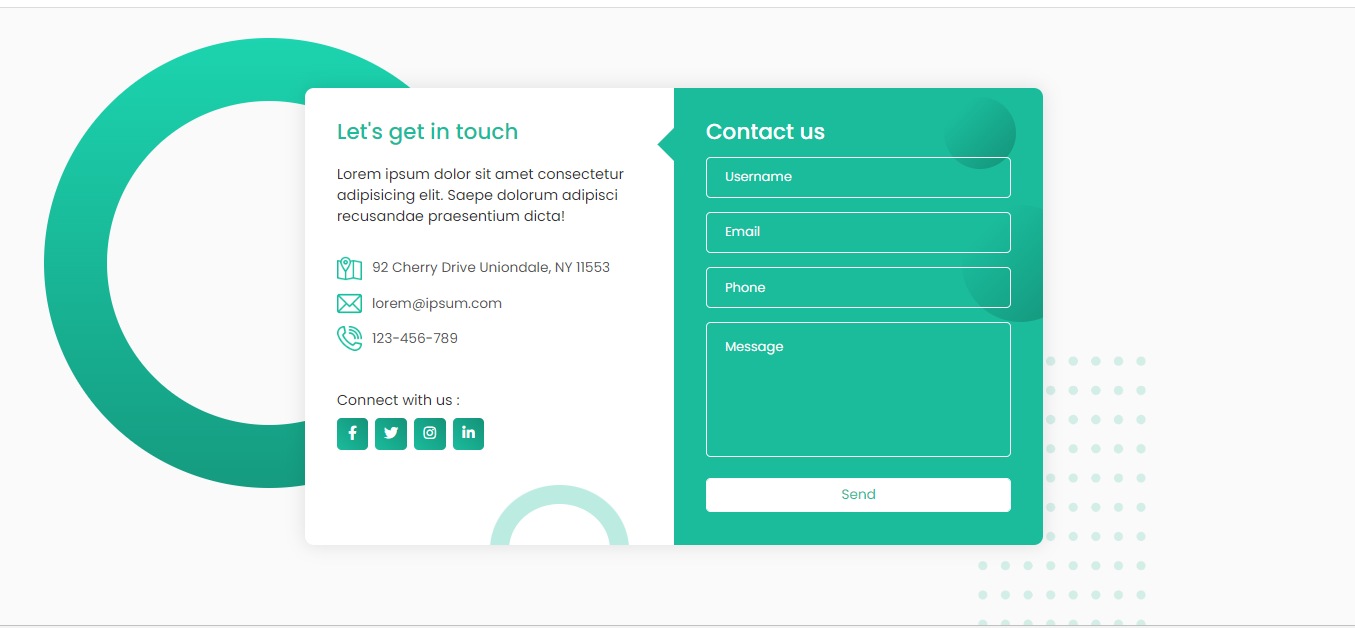 Let's get in touch
Lorem ipsum dolor sit amet consectetur
adipisicing elit. Saepe dolorum adipisci
recusandae praesentium dicta!
92 Cherry Drive Uniondale, NY 11553
lorem@ipsum.com
123-456-789
Connect with us :
Contact us
Username
Email
Phone
Message
Send